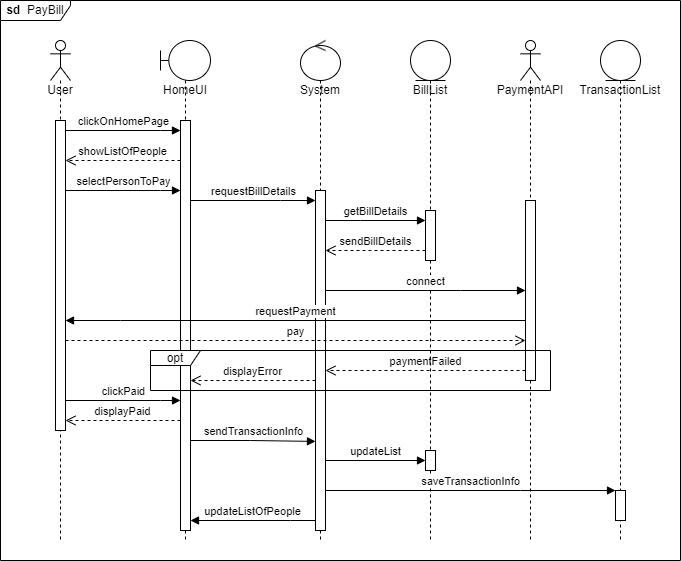 sd PayBill
User
HomeUI
System
BillList
PaymentAPI
TransactionList
clickOnHomePage
showListOfPeople
selectPersonToPay
requestBillDetails
getBillDetails
sendBillDetails
connect
requestPayment
pay
opt
paymentFailed
displayError
clickPaid
displayPaid
sendTransactionInfo
updateList
saveTransactionInfo
updateListOfPeople